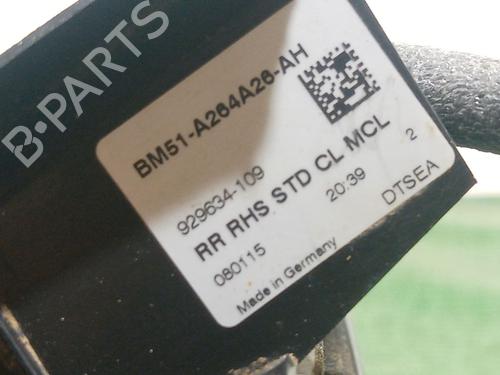 B-PARTS
BM51-A264A26-AH
929634-109
RR RHS STD CL MCL
080115
20:39
2
Made in Germany
DTSEA